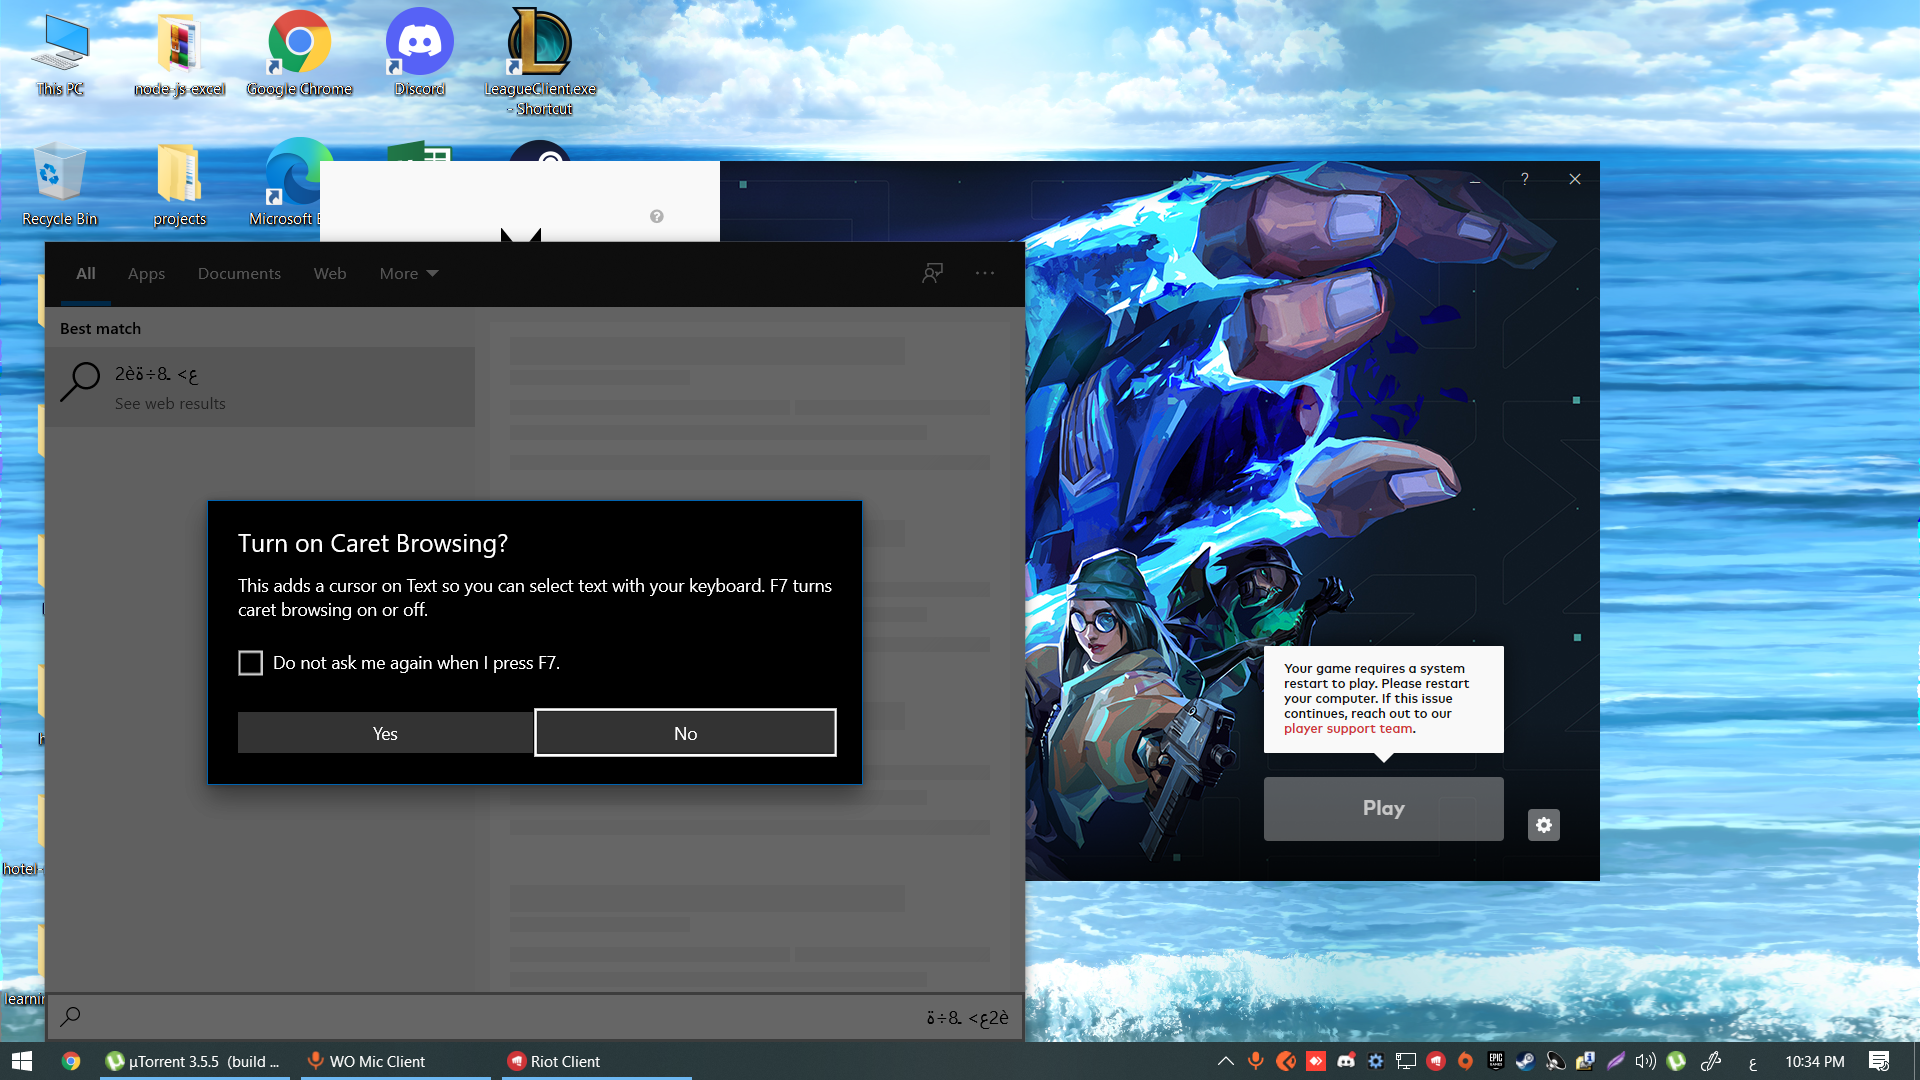 This PC
node-js-excel
Google Chrome
Discord
LeagueClient.exe
- Shortcut
Recycle Bin
projects
Microsoft E
All
Apps
Documents
Web
More
Best match
2èع> .8÷ة
See web results
Turn on Caret Browsing?
This adds a cursor on Text so you can select text with your keyboard. F7 turns
caret browsing on or off.
Do not ask me again when I press F7.
Yes
No
Your game requires a system
restart to play. Please restart
your computer. If this issue
continues, reach out to our
player support team.
Play
hotel-
learnin
2èع> .8÷ة
µTorrent 3.5.5 (build ...
WO Mic Client
Riot Client
EPIC
GAMES
ع
10:34 PM